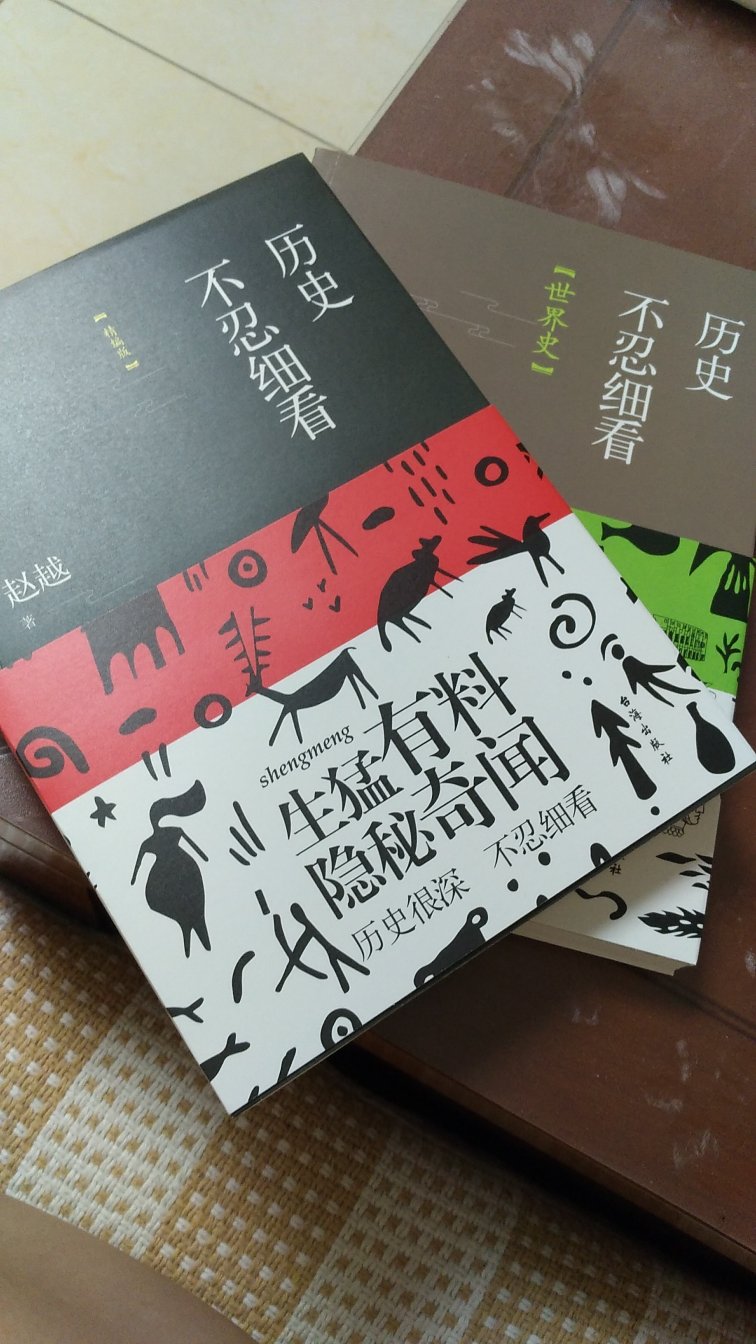 历史
不忍细看
【精编版】
赵越
著
shengmeng
生猛有料
隐秘奇闻
历史很深 不忍细看
台海出版社
历史
不忍细看
【世界史】